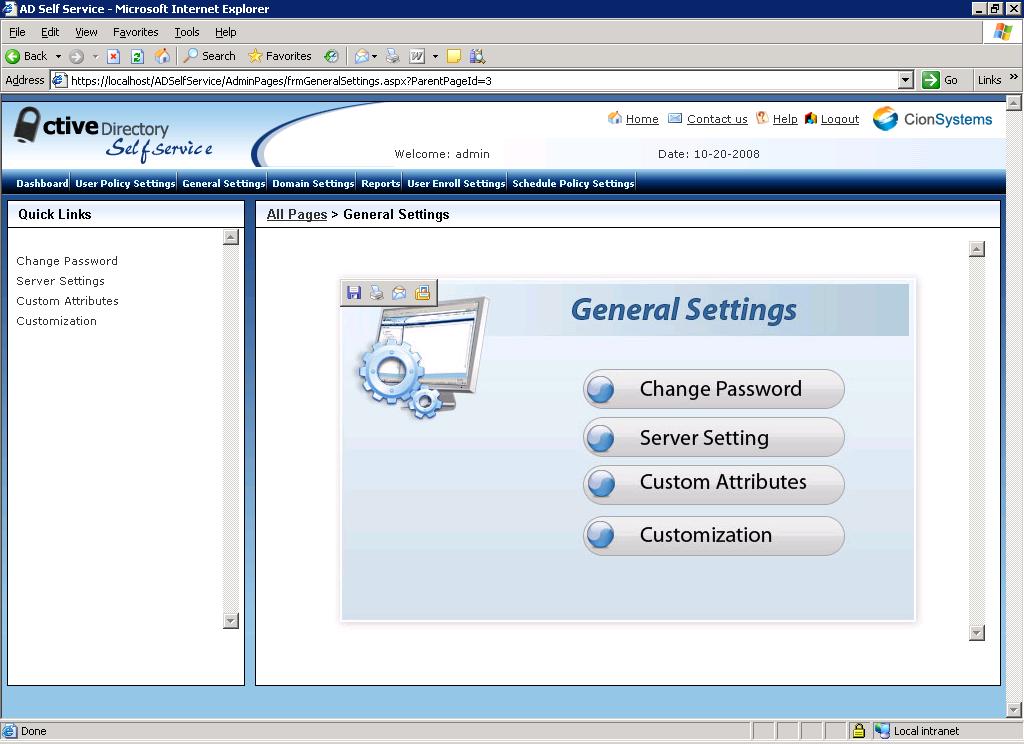 AD Self Service - Microsoft Internet Explorer
File Edit View Favorites Tools Help
Back Search Favorites
Address https://localhost/ADSelfService/AdminPages/frmGeneralSettings.aspx?ParentPageId=3 Go Links »
ctive Directory
Self Service
Home Contact us Help Logout CionSystems
Welcome: admin Date: 10-20-2008
Dashboard User Policy Settings General Settings Domain Settings Reports User Enroll Settings Schedule Policy Settings
Quick Links
Change Password
Server Settings
Custom Attributes
Customization
All Pages > General Settings
General Settings
Change Password
Server Setting
Custom Attributes
Customization
Done Local intranet